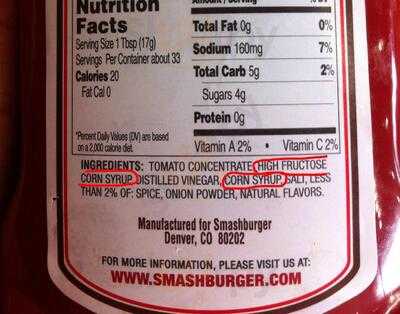 Nutrition
Facts
Serving Size 1 Tbsp (17g)
Servings Per Container about 33
Calories 20
Fat Cal 0
*Percent Daily Values (DV) are based
on a 2,000 calorie diet.
Amount / Serving
Total Fat 0g 0%
Sodium 160mg 7%
Total Carb 5g 2%
Sugars 4g
Protein 0g
Vitamin A 2% • Vitamin C 2%
INGREDIENTS: TOMATO CONCENTRATE, HIGH FRUCTOSE
CORN SYRUP, DISTILLED VINEGAR, CORN SYRUP, SALT, LESS
THAN 2% OF: SPICE, ONION POWDER, NATURAL FLAVORS.
Manufactured for Smashburger
Denver, CO 80202
FOR MORE INFORMATION, PLEASE VISIT US AT:
WWW.SMASHBURGER.COM